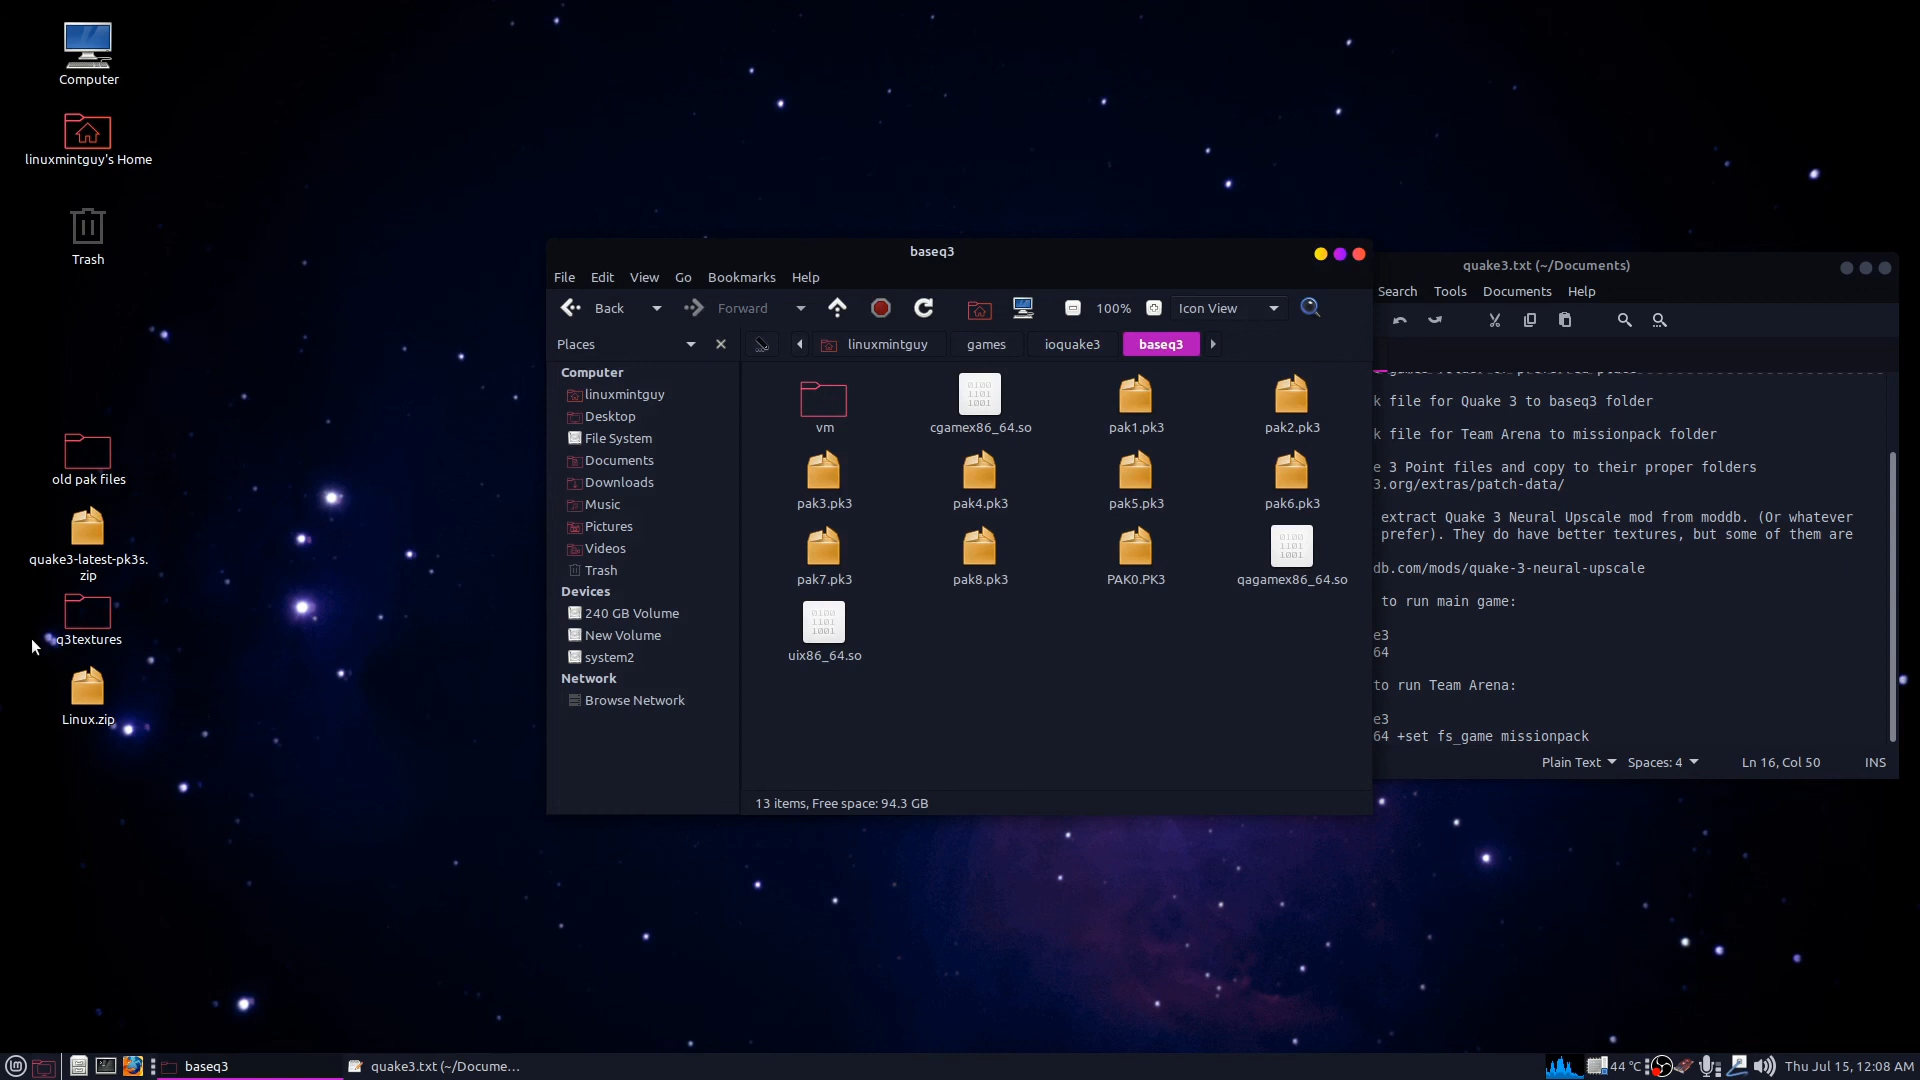 Computer
linuxmintguy's Home
Trash
old pak files
quake3-latest-pk3s.
zip
q3textures
Linux.zip
baseq3
File Edit View Go Bookmarks Help
Back Forward 100% Icon View
Places
linuxmintguy games ioquake3 baseq3
Computer
linuxmintguy
Desktop
File System
Documents
Downloads
Music
Pictures
Videos
Trash
Devices
240 GB Volume
New Volume
system2
Network
Browse Network
vm cgamex86_64.so pak1.pk3 pak2.pk3
pak3.pk3 pak4.pk3 pak5.pk3 pak6.pk3
pak7.pk3 pak8.pk3 PAK0.PK3 qagamex86_64.so
uix86_64.so
13 items, Free space: 94.3 GB
quake3.txt (~/Documents)
Search Tools Documents Help
k file for Quake 3 to baseq3 folder
k file for Team Arena to missionpack folder
e 3 Point files and copy to their proper folders
3.org/extras/patch-data/
extract Quake 3 Neural Upscale mod from moddb. (Or whatever
prefer). They do have better textures, but some of them are
db.com/mods/quake-3-neural-upscale
to run main game:
e3
64
to run Team Arena:
e3
64 +set fs_game missionpack
Plain Text Spaces: 4 Ln 16, Col 50 INS
baseq3
quake3.txt (~/Docume...
44 °C
Thu Jul 15, 12:08 AM